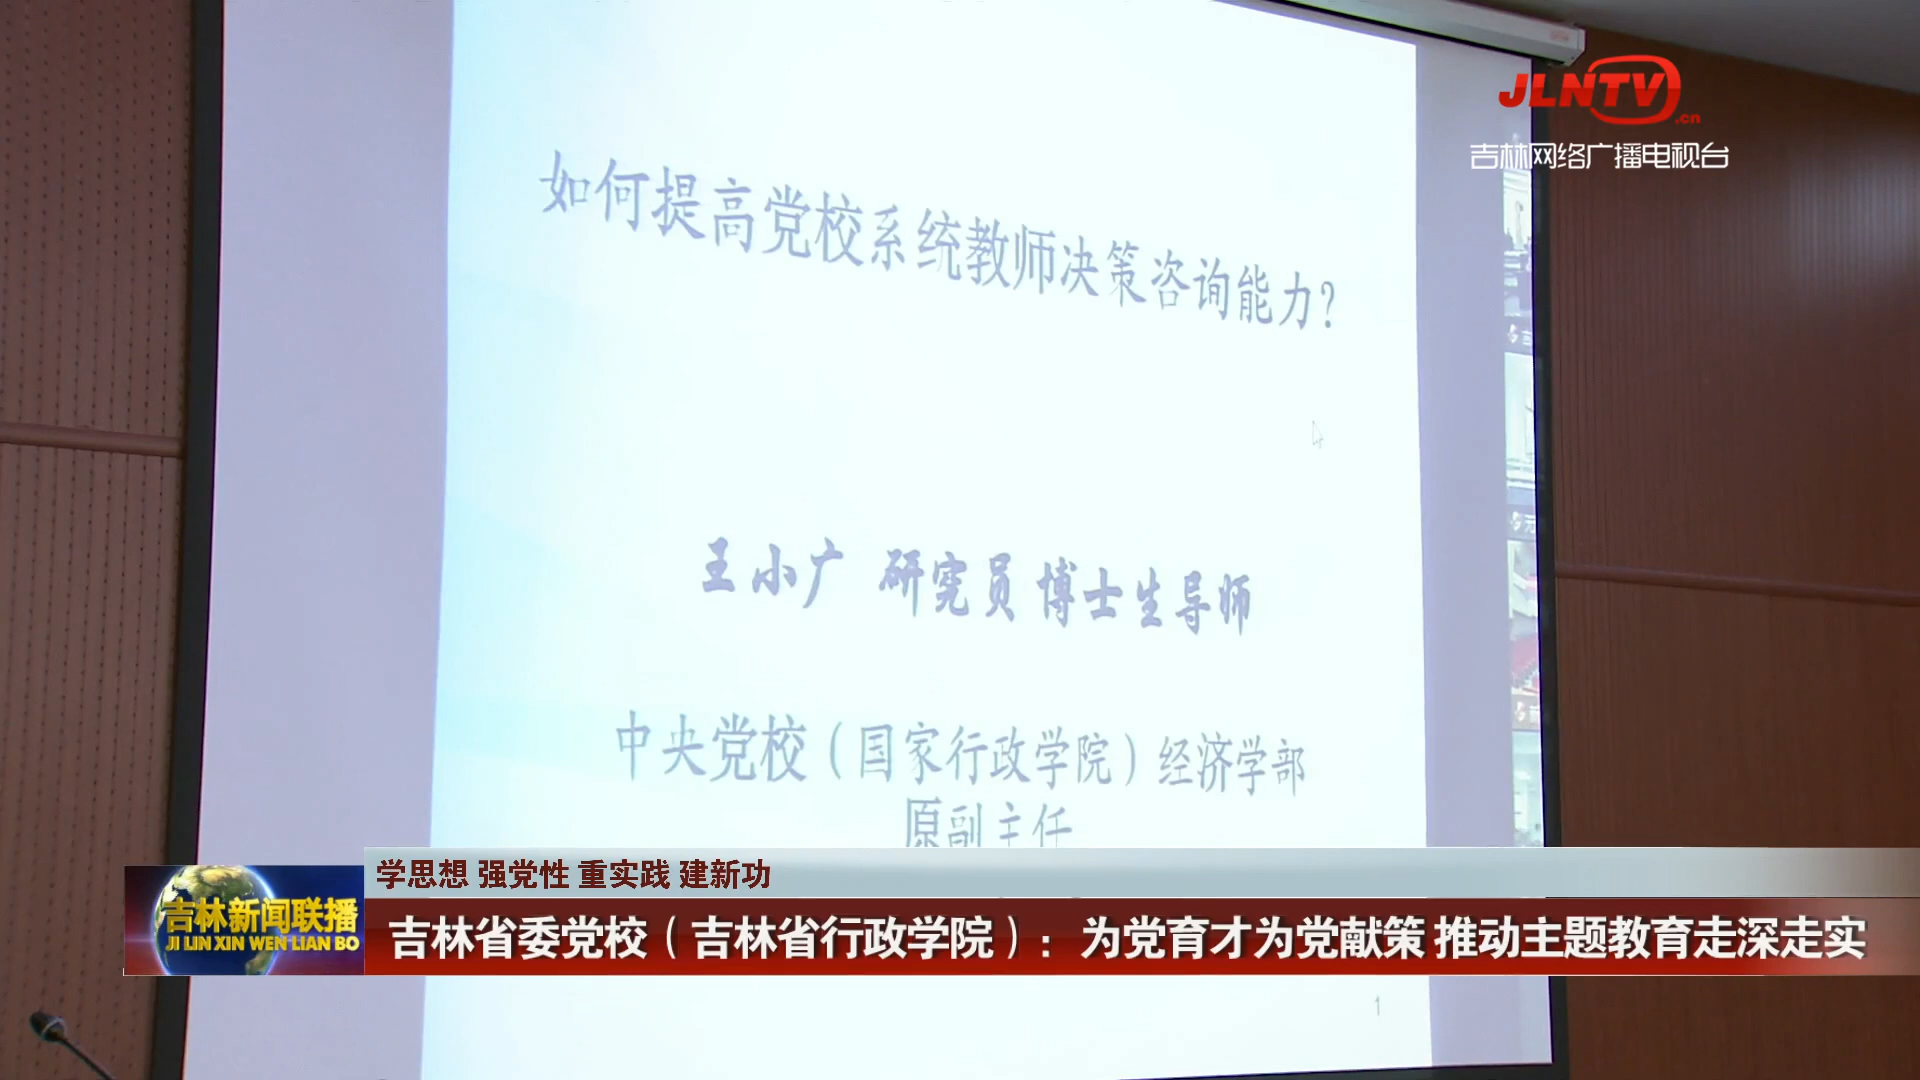 JLNTV.cn
吉林网络广播电视台
如何提高党校系统教师决策咨询能力?
王小广 研究员 博士生导师
中央党校(国家行政学院)经济学部
原副主任
学思想 强党性 重实践 建新功
吉林新闻联播
JI LIN XIN WEN LIAN BO
吉林省委党校(吉林省行政学院):为党育才为党献策 推动主题教育走深走实
1